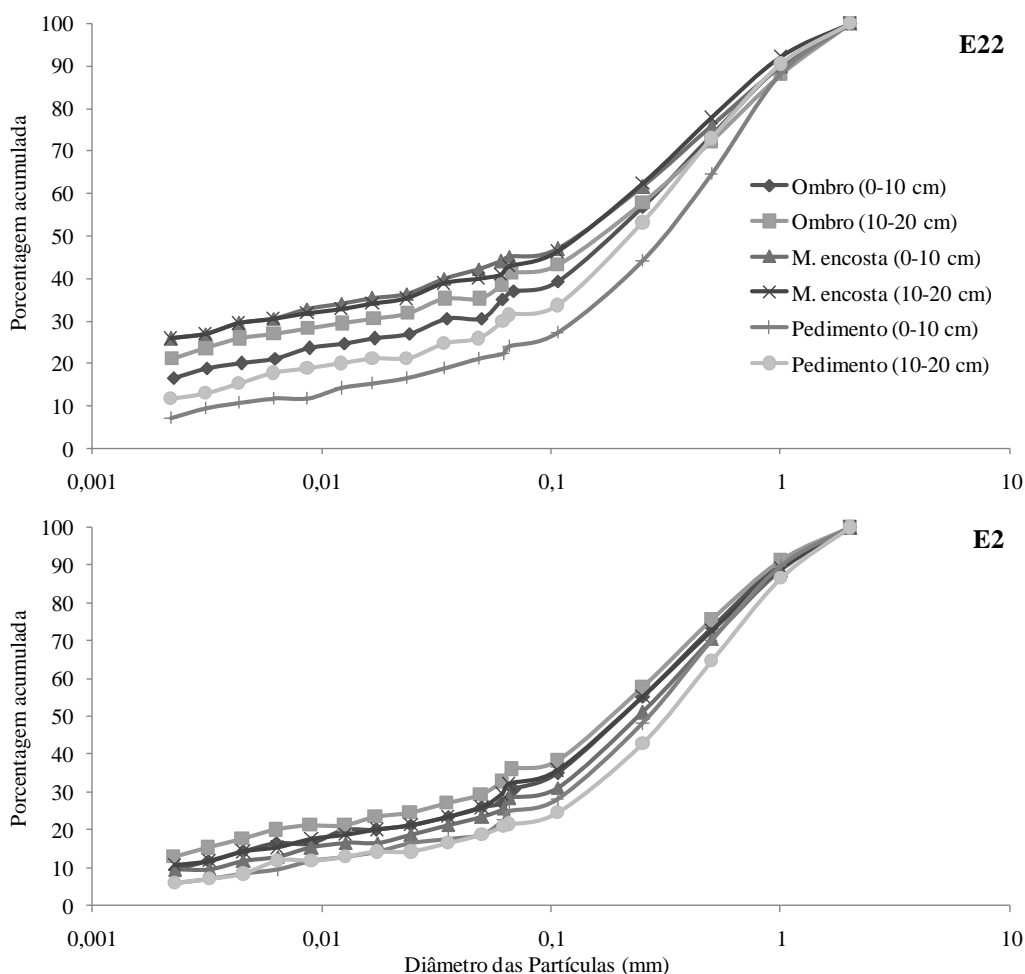 E22
Porcentagem acumulada
100
90
80
70
60
50
40
30
20
10
0
Ombro (0-10 cm)
Ombro (10-20 cm)
M. encosta (0-10 cm)
M. encosta (10-20 cm)
Pedimento (0-10 cm)
Pedimento (10-20 cm)
0,001 0,01 0,1 1 10
E2
Porcentagem acumulada
100
90
80
70
60
50
40
30
20
10
0
0,001 0,01 0,1 1 10
Diâmetro das Partículas (mm)